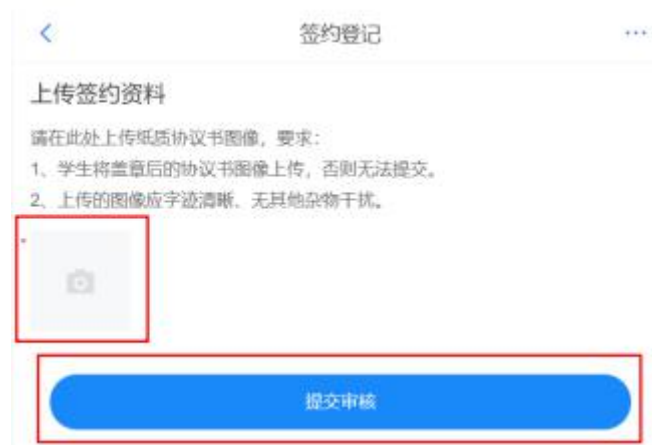 签约登记
上传签约资料
请在此处上传纸质协议书图像，要求：
1、学生将盖章后的协议书图像上传，否则无法提交。
2、上传的图像应字迹清晰、无其他杂物干扰。
提交审核